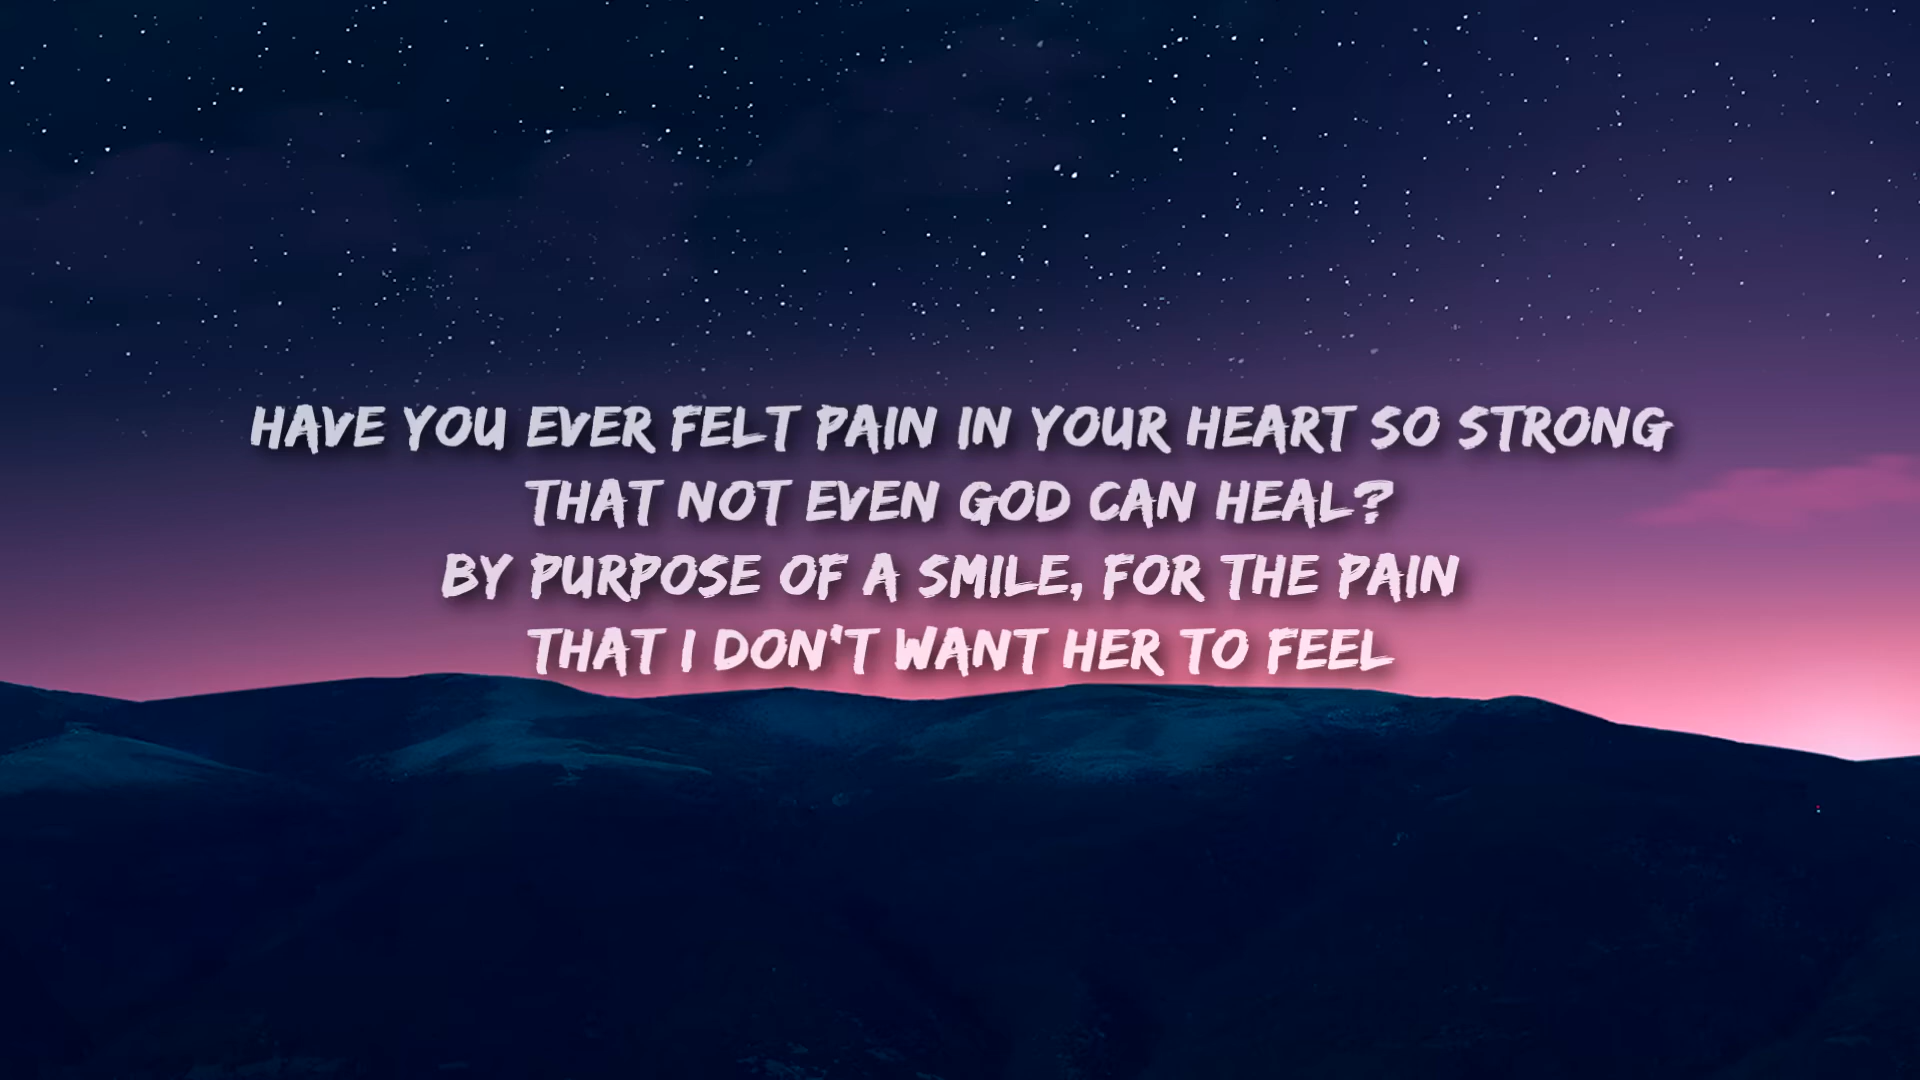 HAVE YOU EVER FELT PAIN IN YOUR HEART SO STRONG
THAT NOT EVEN GOD CAN HEAL?
BY PURPOSE OF A SMILE, FOR THE PAIN
THAT I DON'T WANT HER TO FEEL